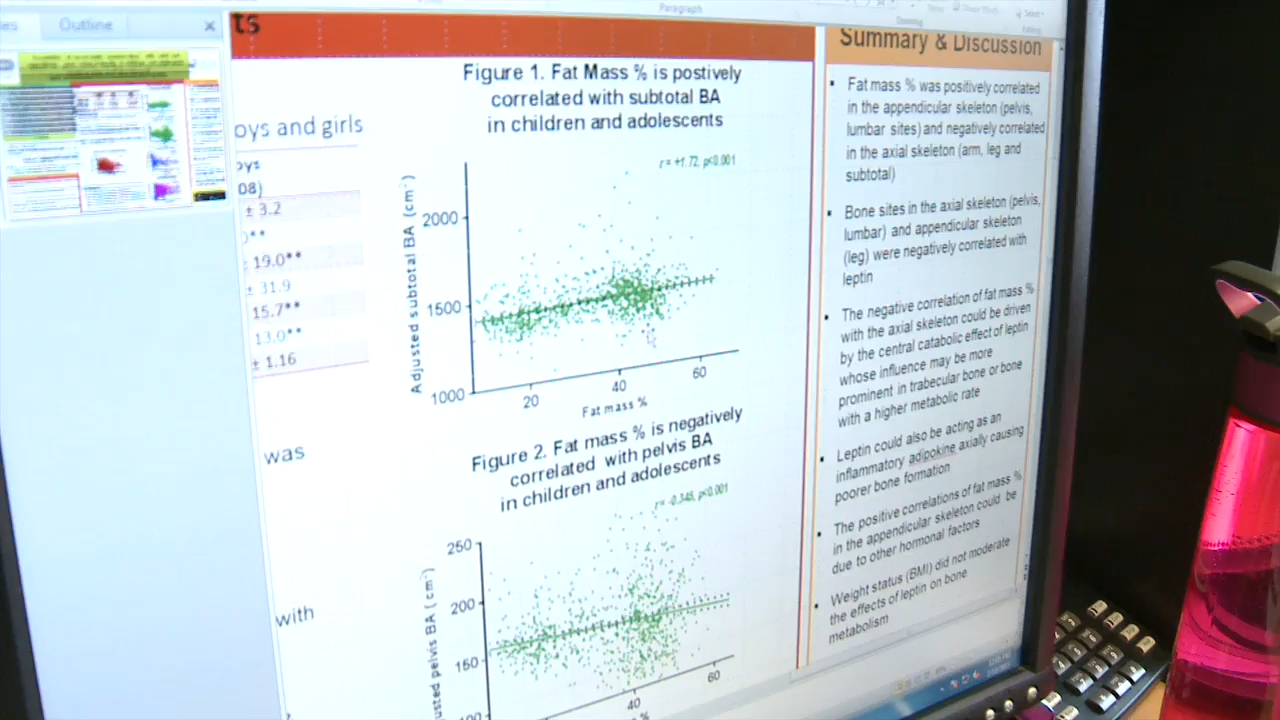 Paragraph
Outline
ts
oys and girls
08)
± 3.2
)**
19.0**
± 31.9
15.7**
13.0**
± 1.16
was
with
Figure 1. Fat Mass % is postively
correlated with subtotal BA
in children and adolescents
r = +1.72, p<0.001
Adjusted subtotal BA (cm
2000
1500
1000
20
40
60
Fat mass %
Figure 2. Fat mass % is negatively
correlated with pelvis BA
in children and adolescents
r= -0.348, p<0.001
usted pelvis BA (cm
250
200
150
40
60
%
Summary & Discussion
▪ Fat mass % was positively correlated
in the appendicular skeleton (pelvis,
lumbar sites) and negatively correlated
in the axial skeleton (arm, leg and
subtotal)
▪ Bone sites in the axial skeleton (pelvis,
lumbar) and appendicular skeleton
(leg) were negatively correlated with
leptin
▪ The negative correlation of fat mass %
with the axial skeleton could be driven
by the central catabolic effect of leptin
whose influence may be more
prominent in trabecular bone or bone
with a higher metabolic rate
▪ Leptin could also be acting as an
inflammatory adipokine axially causing
poorer bone formation
▪ The positive correlations of fat mass %
in the appendicular skeleton could be
due to other hormonal factors
▪ Weight status (BMI) did not moderate
the effects of leptin on bone
metabolism